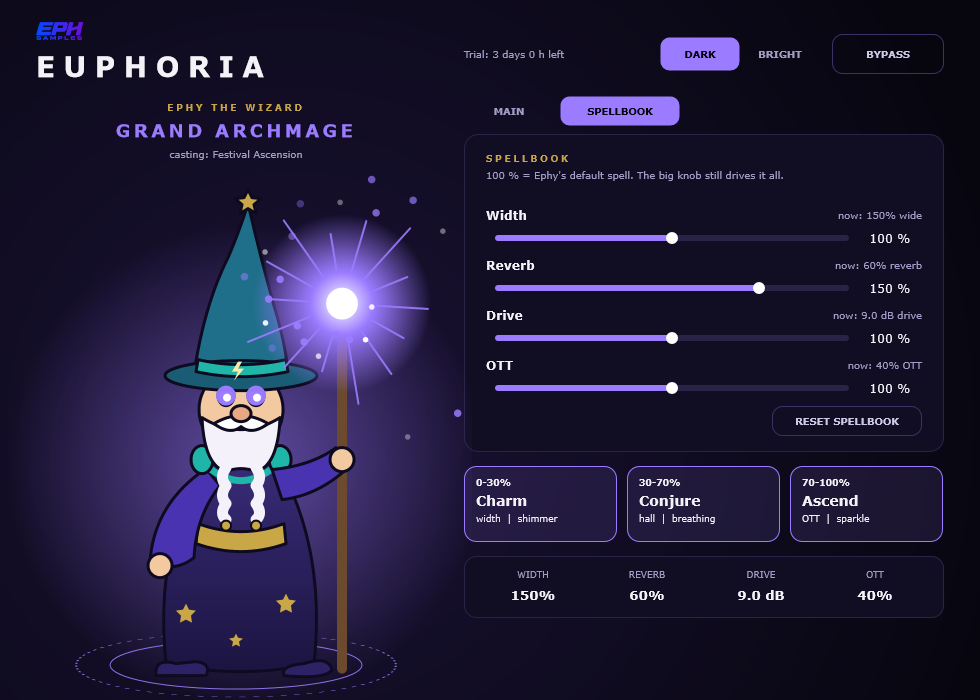 EPH
SAMPLES
EUPHORIA
EPHY THE WIZARD
GRAND ARCHMAGE
casting: Festival Ascension
Trial: 3 days 0 h left
DARK
BRIGHT
BYPASS
MAIN
SPELLBOOK
SPELLBOOK
100 % = Ephy's default spell. The big knob still drives it all.
Width
now: 150% wide
100 %
Reverb
now: 60% reverb
150 %
Drive
now: 9.0 dB drive
100 %
OTT
now: 40% OTT
100 %
RESET SPELLBOOK
0-30%
Charm
width | shimmer
30-70%
Conjure
hall | breathing
70-100%
Ascend
OTT | sparkle
WIDTH
150%
REVERB
60%
DRIVE
9.0 dB
OTT
40%